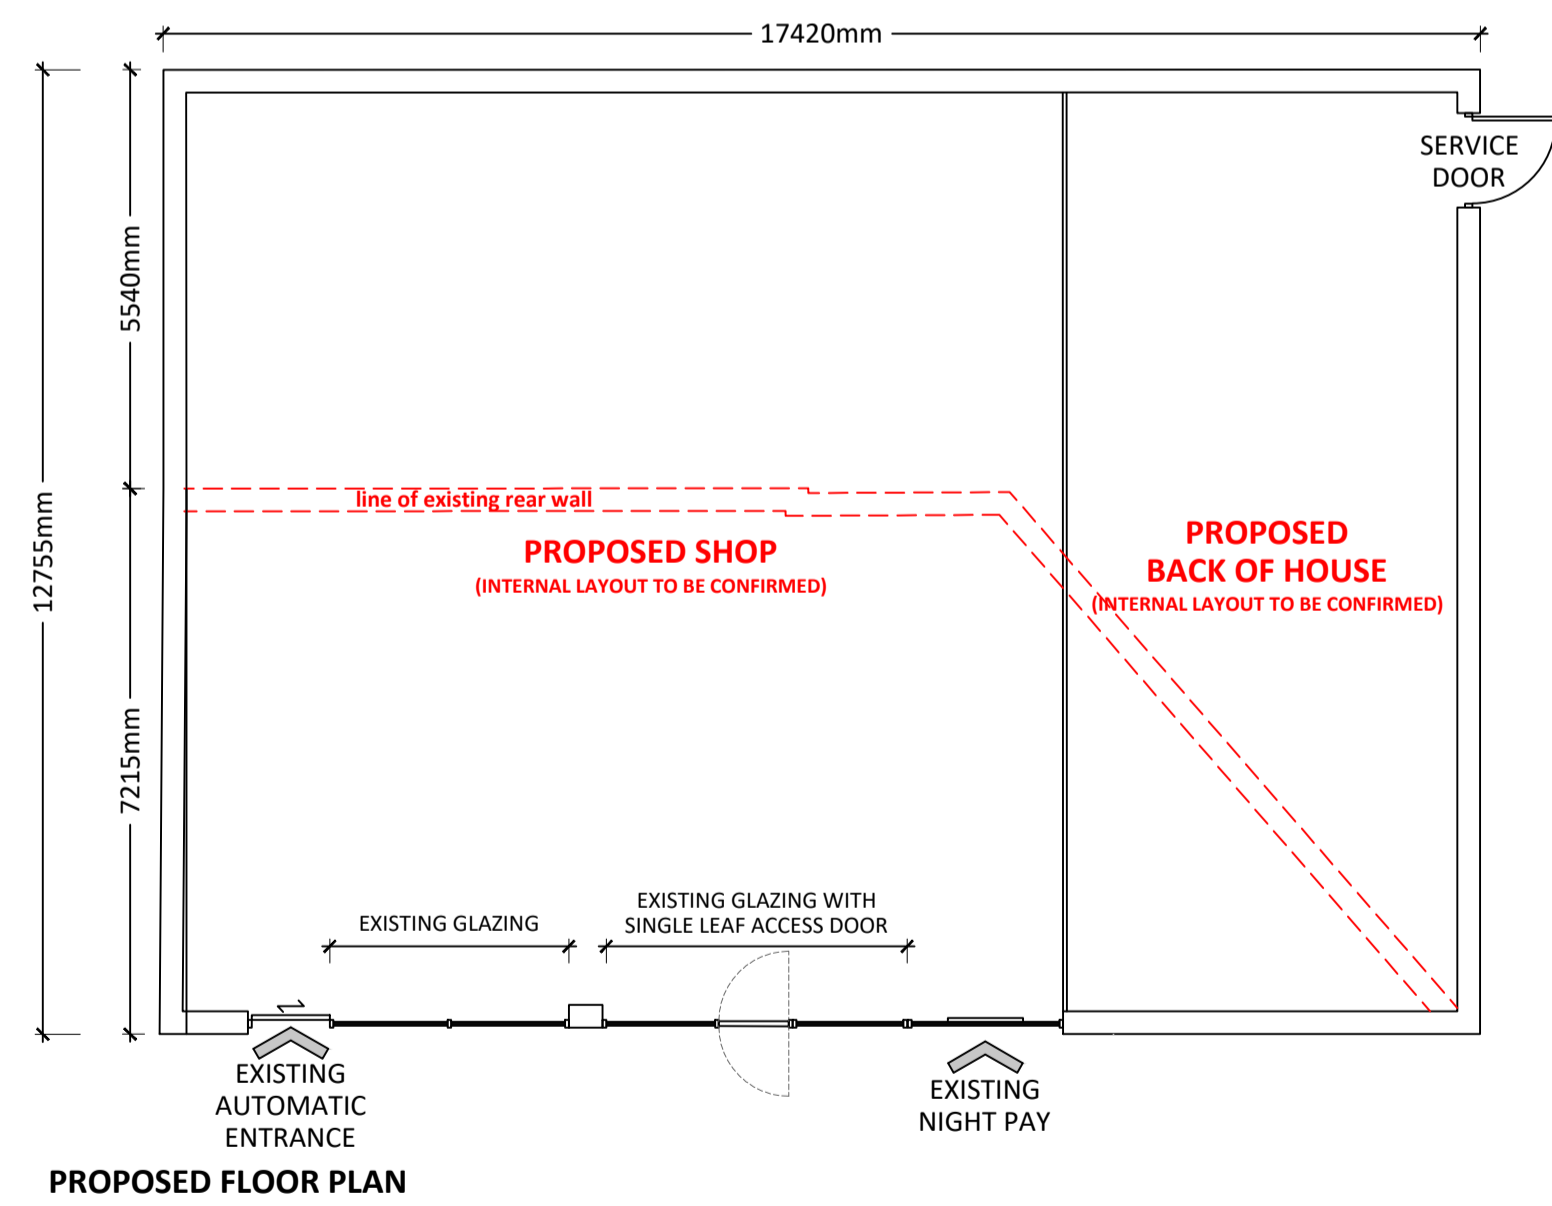 17420mm
SERVICE
DOOR
5540mm
12755mm
line of existing rear wall
PROPOSED SHOP
(INTERNAL LAYOUT TO BE CONFIRMED)
PROPOSED
BACK OF HOUSE
(INTERNAL LAYOUT TO BE CONFIRMED)
7215mm
EXISTING GLAZING
EXISTING GLAZING WITH
SINGLE LEAF ACCESS DOOR
EXISTING
AUTOMATIC
ENTRANCE
EXISTING
NIGHT PAY
PROPOSED FLOOR PLAN